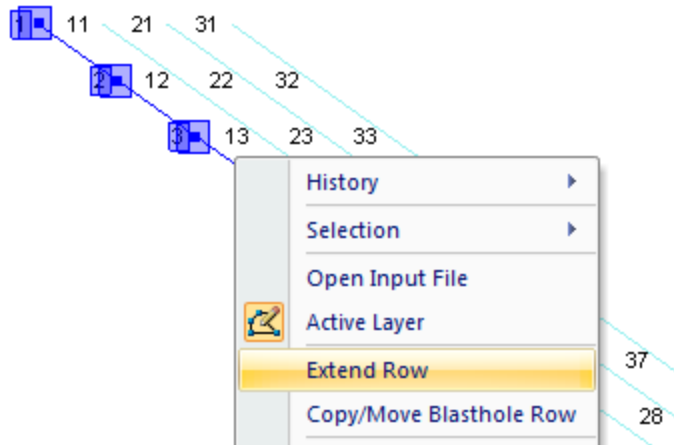 1 11 21 31
2 12 22 32
3 13 23 33
History
Selection
Open Input File
Active Layer
Extend Row
37
Copy/Move Blasthole Row
28